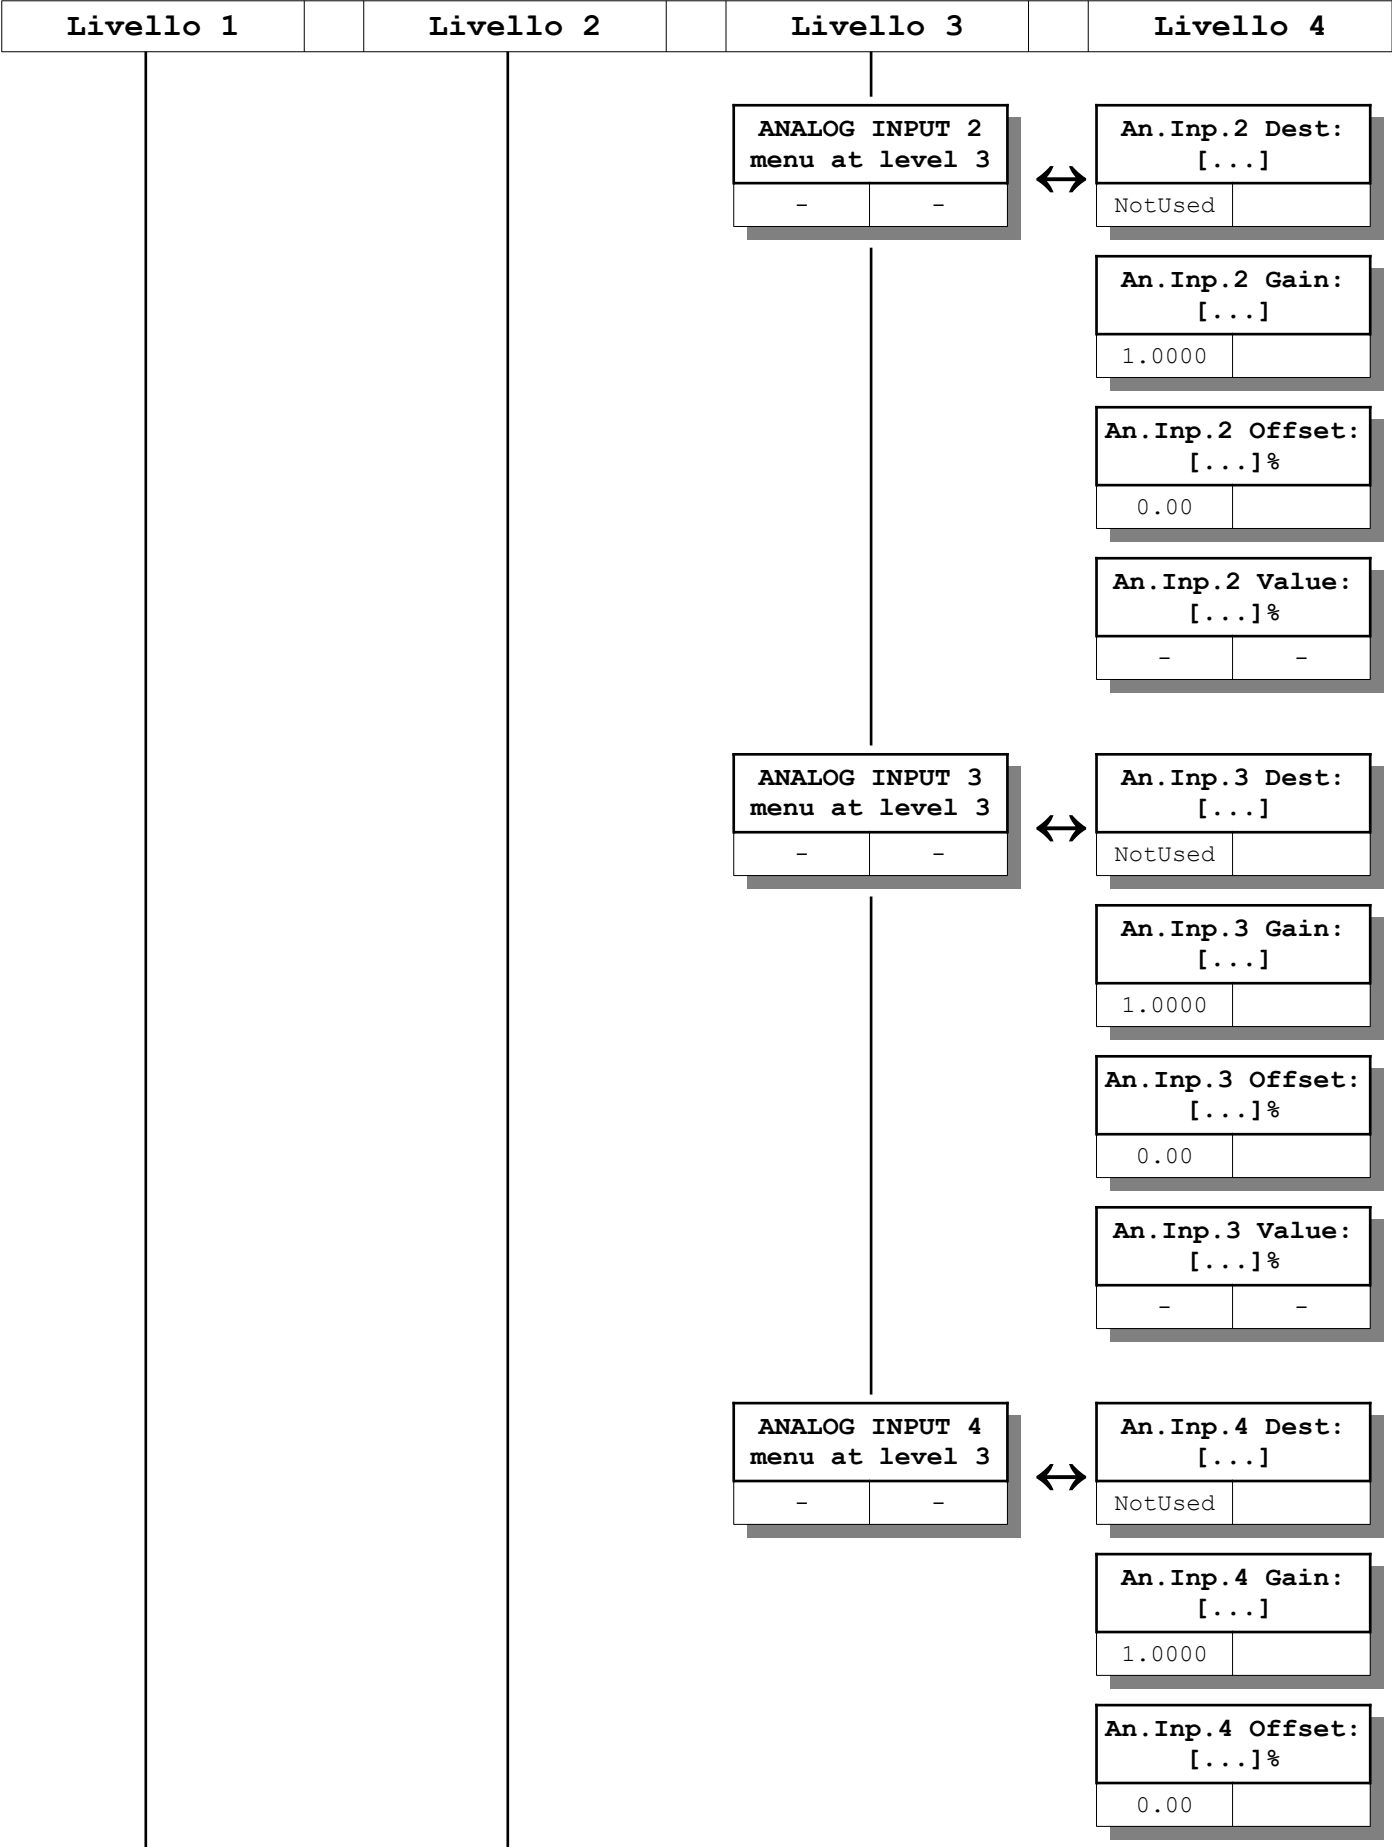 Livello 1 Livello 2 Livello 3 Livello 4
ANALOG INPUT 2
menu at level 3
- -
An.Inp.2 Dest:
[...]
NotUsed
An.Inp.2 Gain:
[...]
1.0000
An.Inp.2 Offset:
[...]%
0.00
An.Inp.2 Value:
[...]%
- -
ANALOG INPUT 3
menu at level 3
- -
An.Inp.3 Dest:
[...]
NotUsed
An.Inp.3 Gain:
[...]
1.0000
An.Inp.3 Offset:
[...]%
0.00
An.Inp.3 Value:
[...]%
- -
ANALOG INPUT 4
menu at level 3
- -
An.Inp.4 Dest:
[...]
NotUsed
An.Inp.4 Gain:
[...]
1.0000
An.Inp.4 Offset:
[...]%
0.00